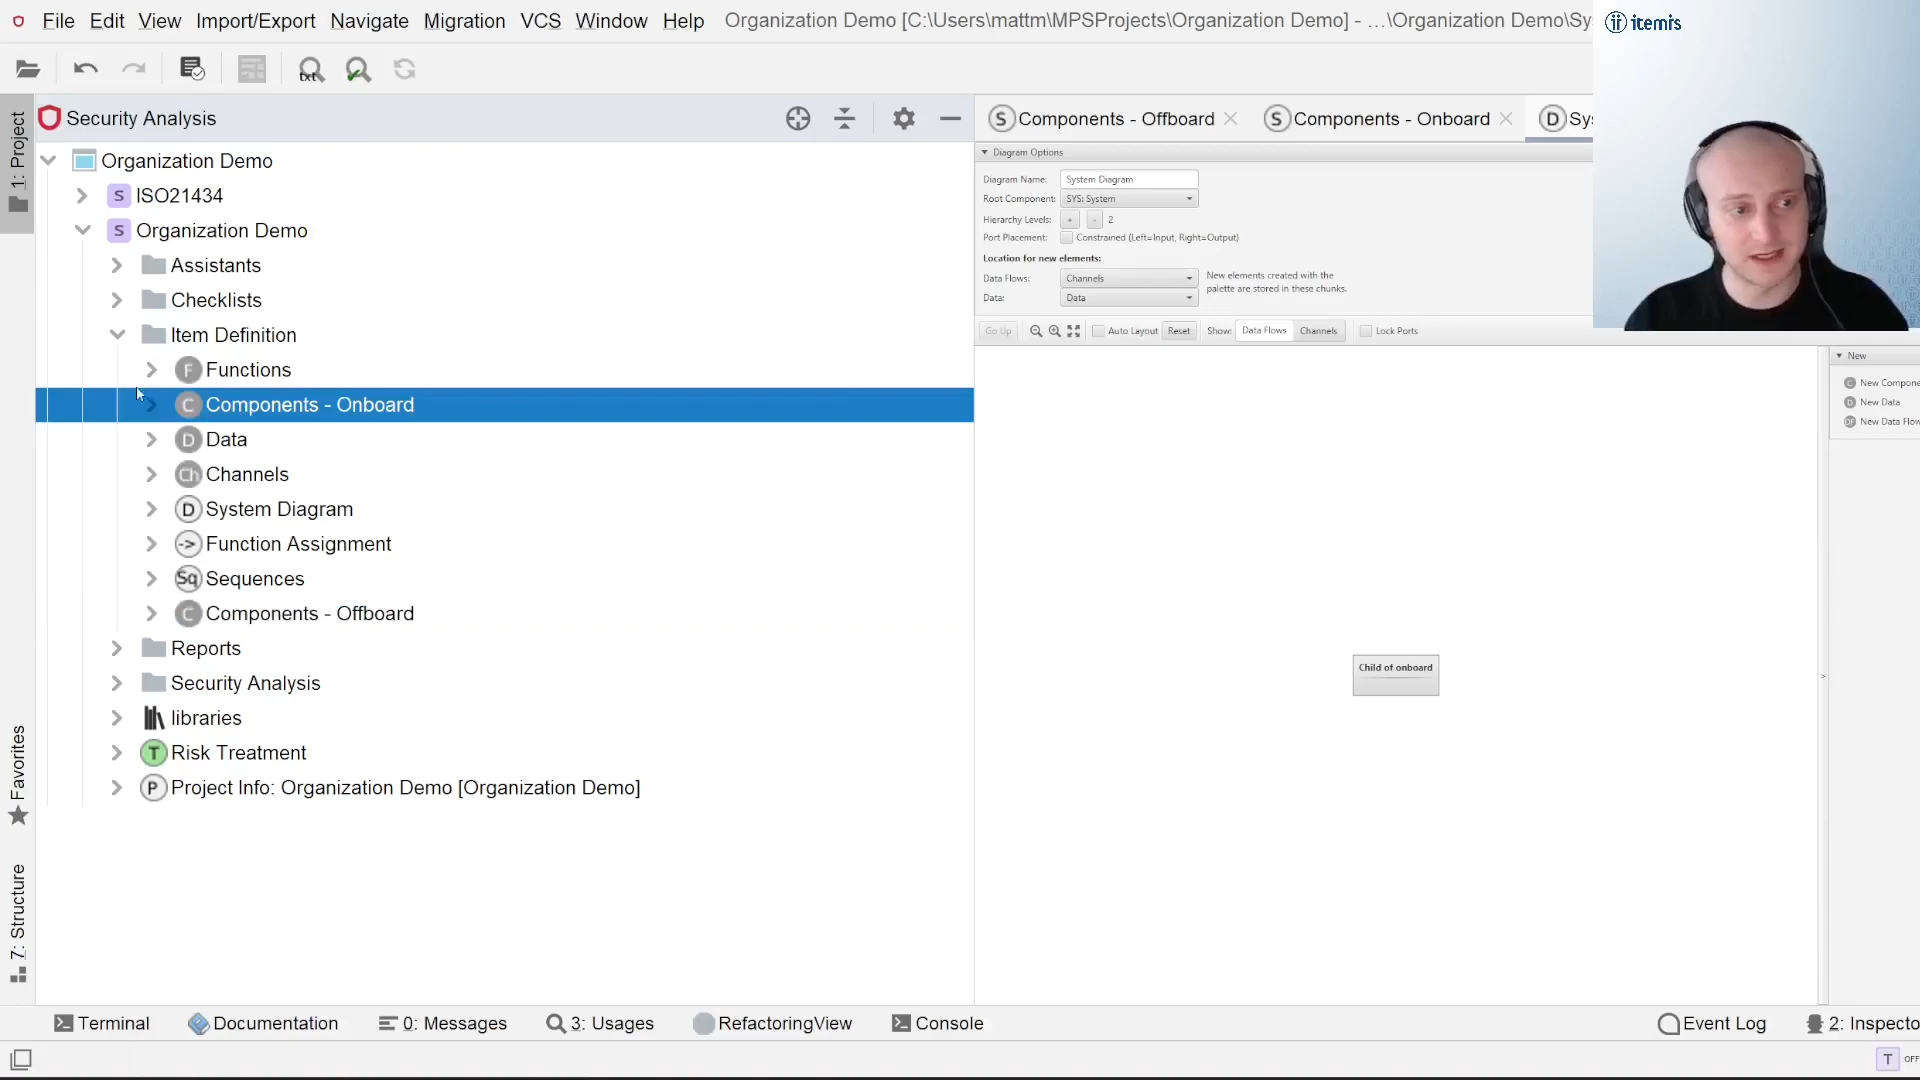 File Edit View Import/Export Navigate Migration VCS Window Help Organization Demo [C:\Users\mattm\MPSProjects\Organization Demo] - ...\Organization Demo\Sy
itemis
txt
1: Project
Security Analysis
Components - Offboard
Components - Onboard
Sys
Organization Demo
ISO21434
Organization Demo
Assistants
Checklists
Item Definition
Functions
Components - Onboard
Data
Channels
System Diagram
Function Assignment
Sequences
Components - Offboard
Reports
Security Analysis
libraries
Risk Treatment
Project Info: Organization Demo [Organization Demo]
Diagram Options
Diagram Name: System Diagram
Root Component: SYS: System
Hierarchy Levels: + - 2
Port Placement: Constrained (Left=Input, Right=Output)
Location for new elements:
Data Flows: Channels New elements created with the
Data: Data palette are stored in these chunks.
Go Up Auto Layout Reset Show: Data Flows Channels Lock Ports
New
New Compone
New Data
New Data Flow
Child of onboard
Favorites
7: Structure
Terminal Documentation 0: Messages 3: Usages RefactoringView Console Event Log 2: Inspecto
T OFF